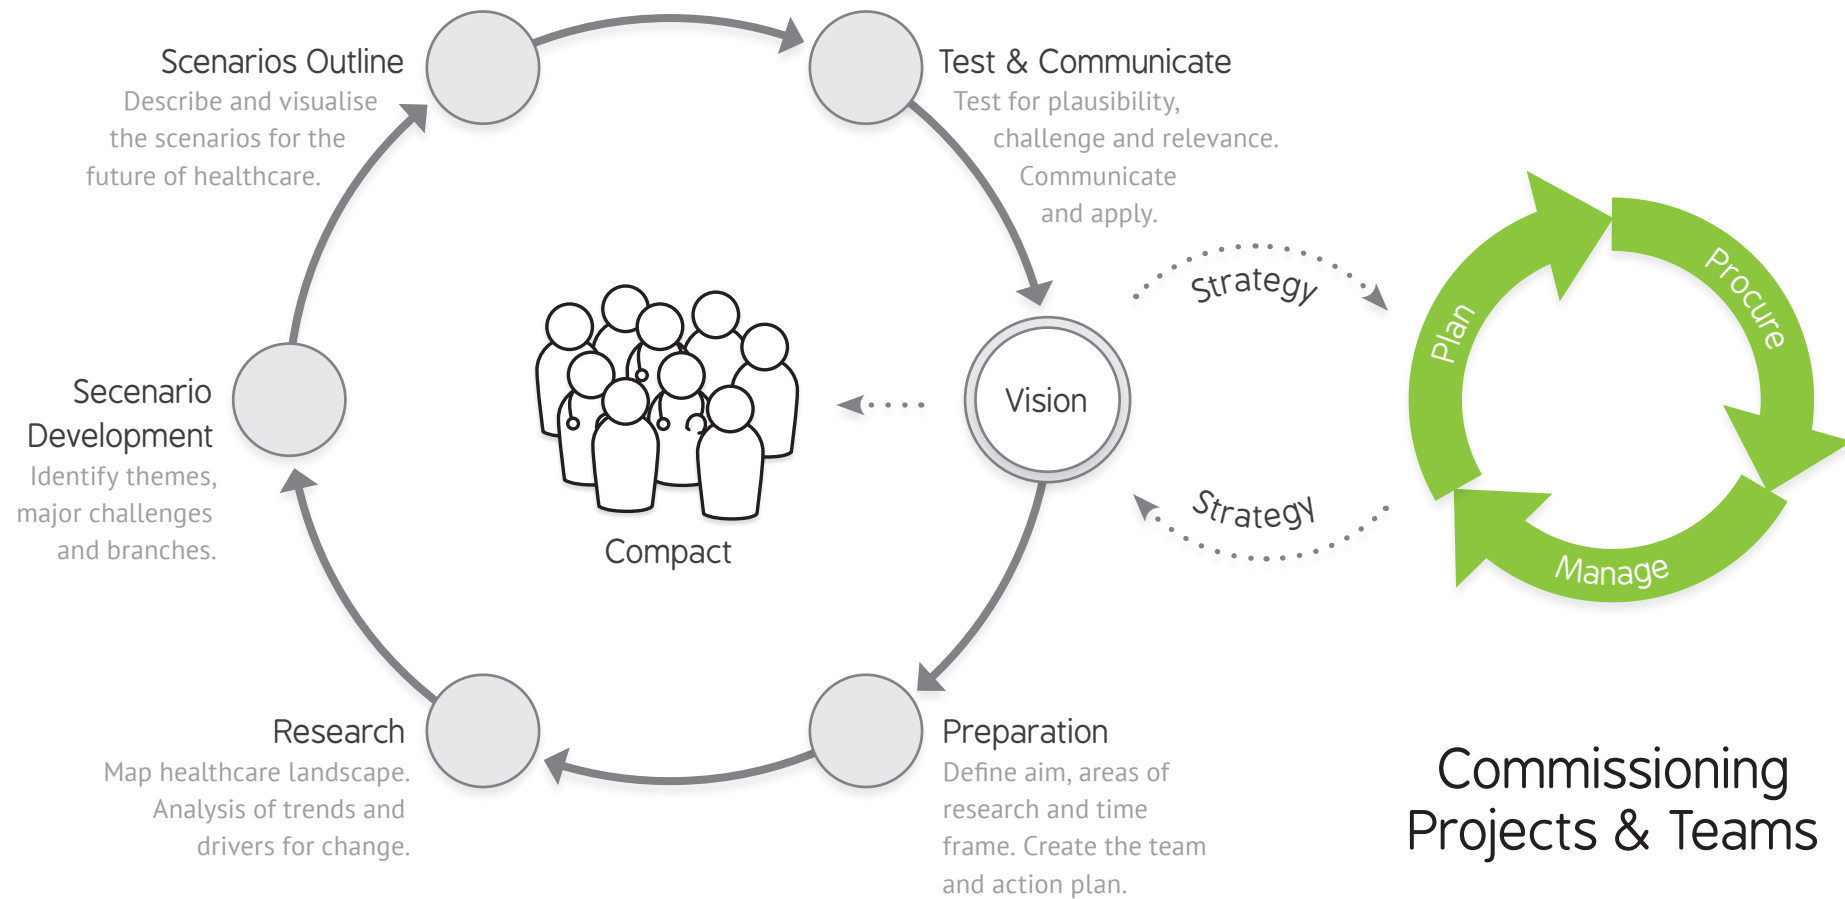 Scenarios Outline
Describe and visualise
the scenarios for the
future of healthcare.
Test & Communicate
Test for plausibility,
challenge and relevance.
Communicate
and apply.
Strategy
Vision
Strategy
Plan
Procure
Manage
Secenario
Development
Identify themes,
major challenges
and branches.
Compact
Research
Map healthcare landscape.
Analysis of trends and
drivers for change.
Preparation
Define aim, areas of
research and time
frame. Create the team
and action plan.
Commissioning
Projects & Teams